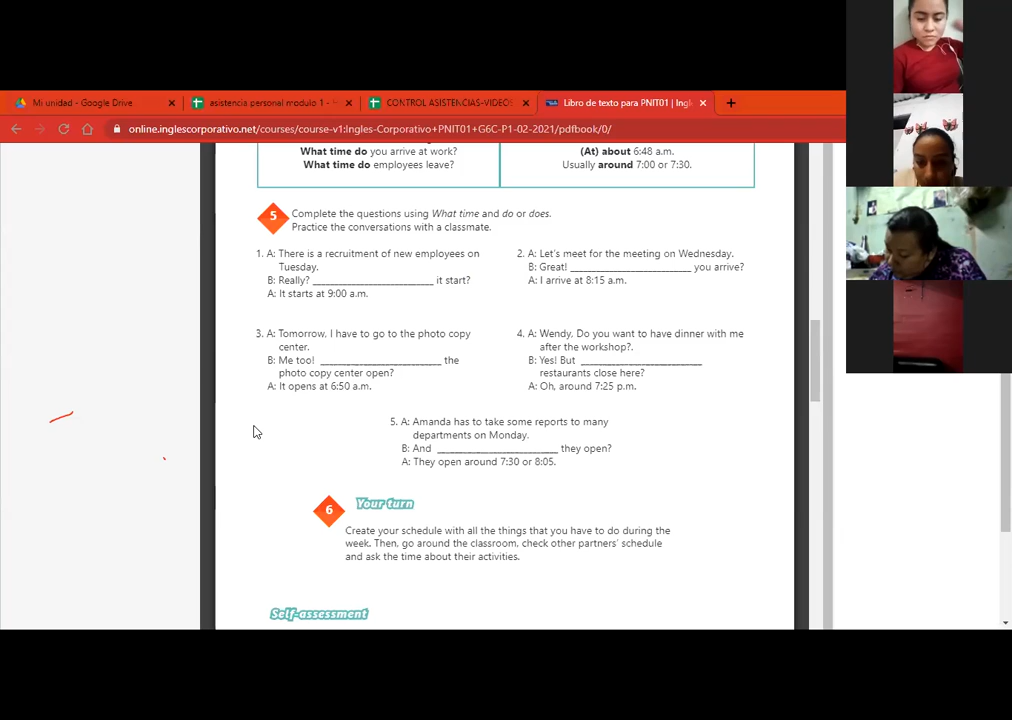 Mi unidad - Google Drive
asistencia personal modulo 1 -
CONTROL ASISTENCIAS-VIDEOS
Libro de texto para PNIT01 | Ingl
online.inglescorporativo.net/courses/course-v1:Ingles-Corporativo+PNIT01+G6C-P1-02-2021/pdfbook/0/
What time do you arrive at work?
What time do employees leave?
(At) about 6:48 a.m.
Usually around 7:00 or 7:30.
5
Complete the questions using What time and do or does.
Practice the conversations with a classmate.
1. A: There is a recruitment of new employees on
Tuesday.
B: Really? ________________________ it start?
A: It starts at 9:00 a.m.
2. A: Let's meet for the meeting on Wednesday.
B: Great! ________________________ you arrive?
A: I arrive at 8:15 a.m.
3. A: Tomorrow, I have to go to the photo copy
center.
B: Me too! ________________________ the
photo copy center open?
A: It opens at 6:50 a.m.
4. A: Wendy, Do you want to have dinner with me
after the workshop?.
B: Yes! But ________________________
restaurants close here?
A: Oh, around 7:25 p.m.
5. A: Amanda has to take some reports to many
departments on Monday.
B: And ________________________ they open?
A: They open around 7:30 or 8:05.
6
Your turn
Create your schedule with all the things that you have to do during the
week. Then, go around the classroom, check other partners' schedule
and ask the time about their activities.
Self-assessment